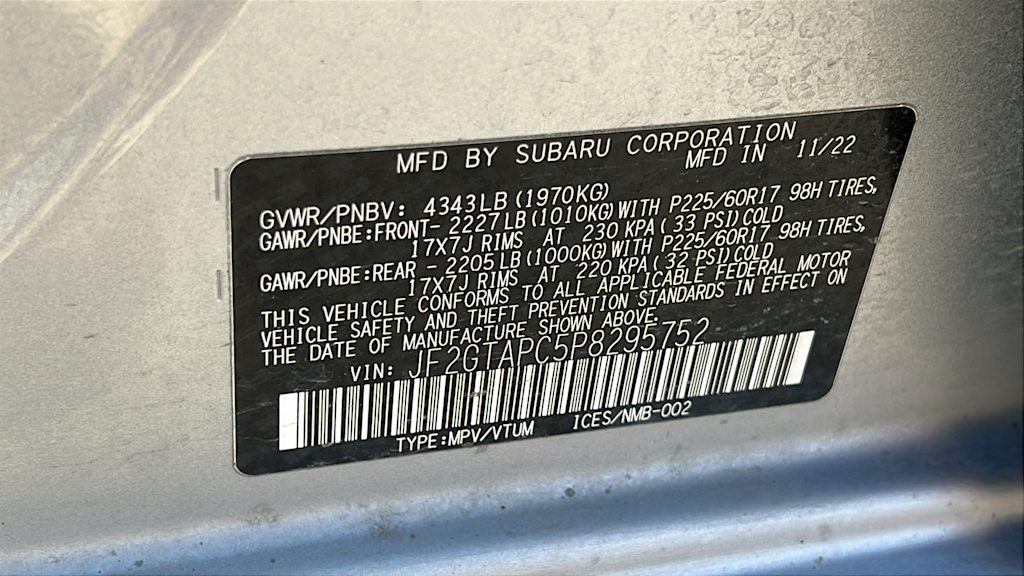 MFD BY SUBARU CORPORATION
MFD IN 11/22
GVWR/PNBV: 4343LB(1970KG)
GAWR/PNBE:FRONT- 2227LB(1010KG)WITH P225/60R17 98H TIRES,
17X7J RIMS AT 230 KPA(33 PSI)COLD
GAWR/PNBE:REAR - 2205LB(1000KG)WITH P225/60R17 98H TIRES,
17X7J RIMS AT 220 KPA(32 PSI)COLD
THIS VEHICLE CONFORMS TO ALL APPLICABLE FEDERAL MOTOR
VEHICLE SAFETY AND THEFT PREVENTION STANDARDS IN EFFECT ON
THE DATE OF MANUFACTURE SHOWN ABOVE.
VIN: JF2GTAPC5P8295752
TYPE:MPV/VTUM ICES/NMB-002